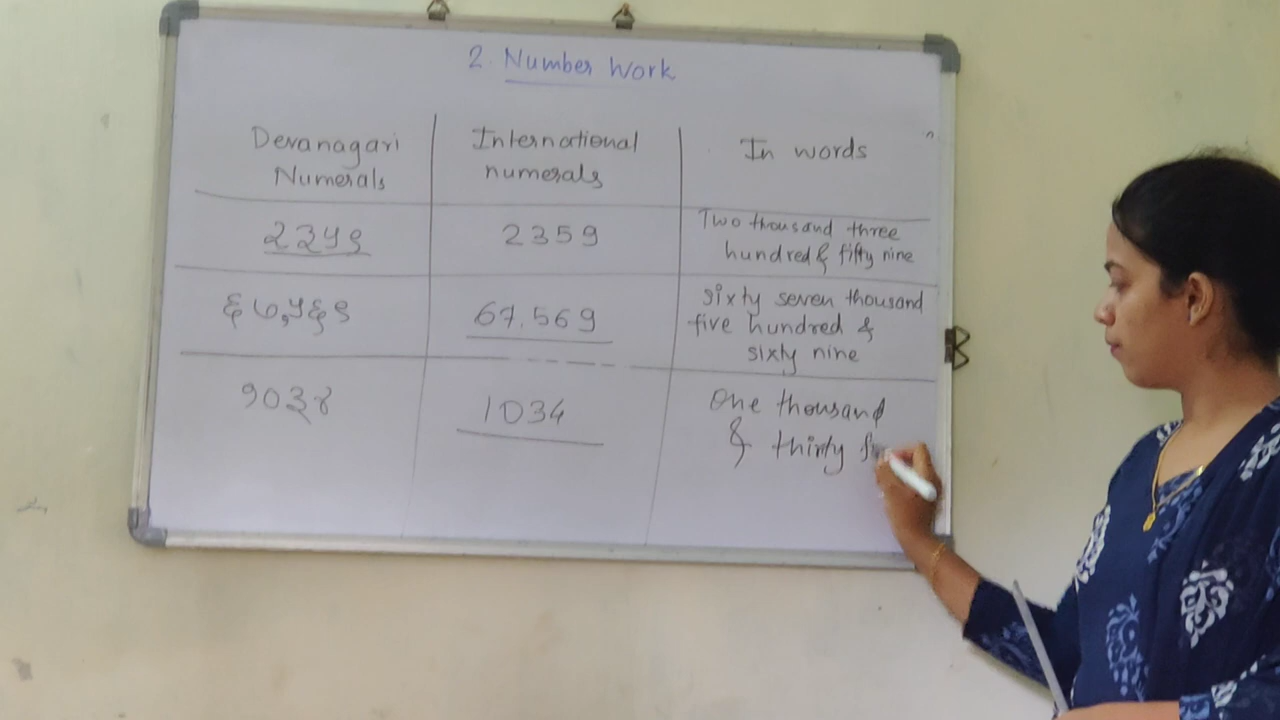 2. Number Work
Devanagari
Numerals
International
numerals
In words
२३५९
2359
Two thousand three
hundred & fifty nine
६७,५६९
67,569
sixty seven thousand
five hundred &
sixty nine
१०३४
1034
One thousand
& thirty